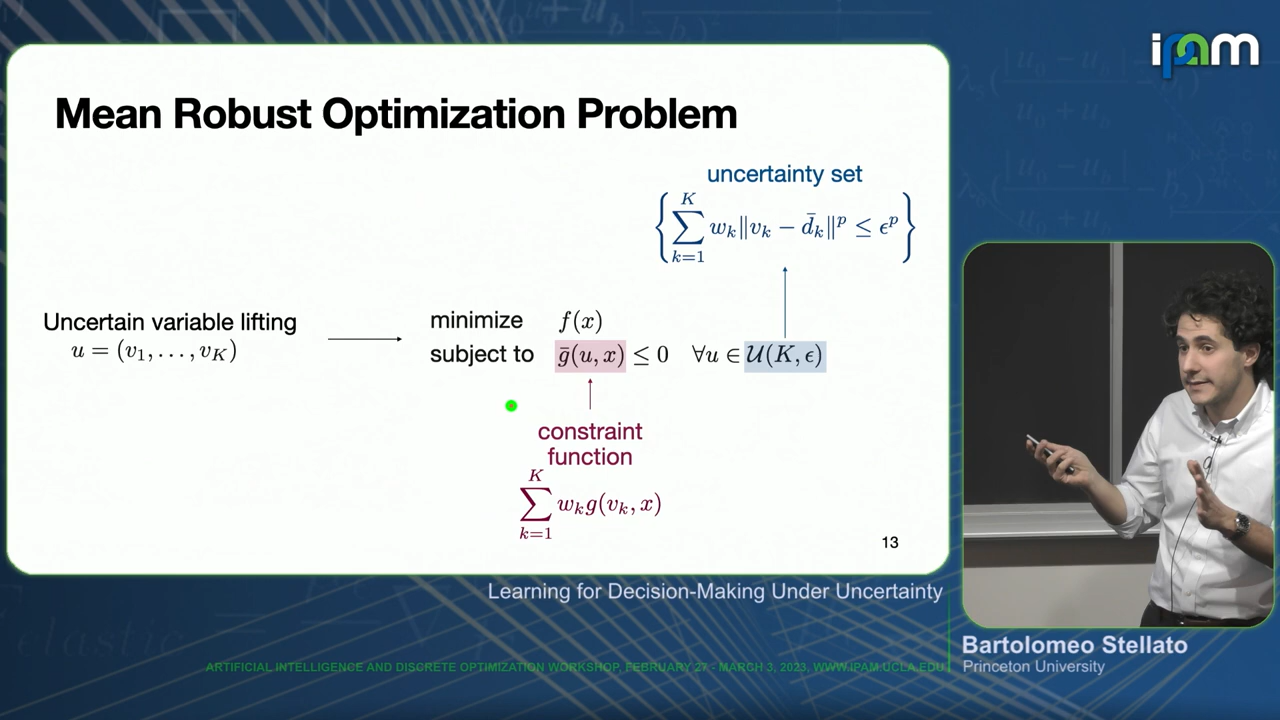 ipam
Mean Robust Optimization Problem
uncertainty set
{∑_{k=1}^{K} w_k‖v_k − d̄_k‖^p ≤ ϵ^p}
Uncertain variable lifting
u = (v_1, . . . , v_K)
minimize f(x)
subject to ḡ(u, x) ≤ 0 ∀u ∈ 𝒰(K, ϵ)
constraint
function
∑_{k=1}^{K} w_k g(v_k, x)
13
Learning for Decision-Making Under Uncertainty
Bartolomeo Stellato
Princeton University
ARTIFICIAL INTELLIGENCE AND DISCRETE OPTIMIZATION WORKSHOP, FEBRUARY 27 - MARCH 3, 2023, WWW.IPAM.UCLA.EDU
elastic